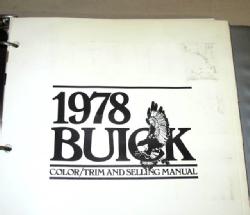 1978
BUICK
COLOR/TRIM AND SELLING MANUAL